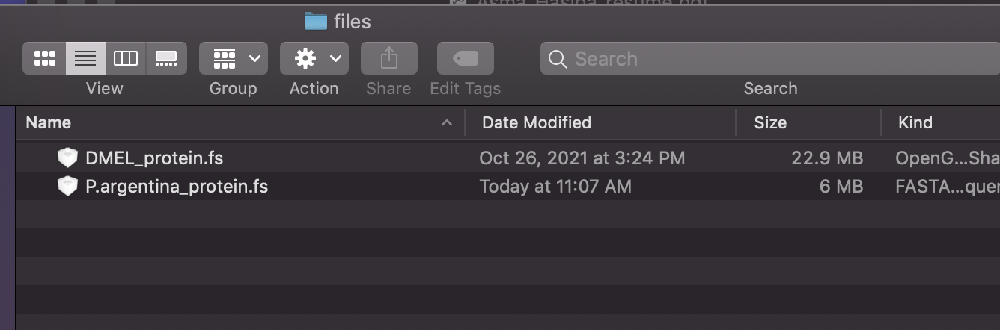 files
View
Group
Action
Share
Edit Tags
Search
Search
Name
Date Modified
Size
Kind
DMEL_protein.fs
Oct 26, 2021 at 3:24 PM
22.9 MB
OpenG...Sha
P.argentina_protein.fs
Today at 11:07 AM
6 MB
FASTA...quer